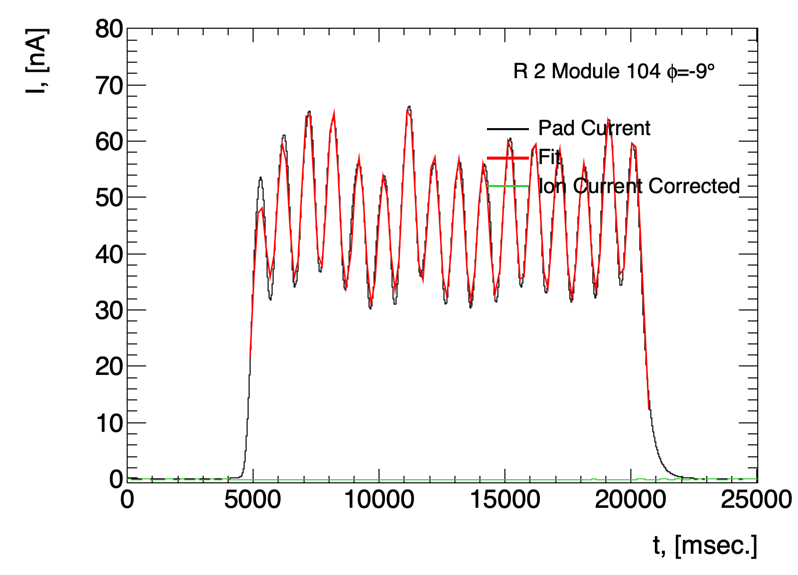 I, [nA]
80
70
60
50
40
30
20
10
0
R 2 Module 104 ϕ=-9°
Pad Current
Fit
Ion Current Corrected
0 5000 10000 15000 20000 25000
t, [msec.]